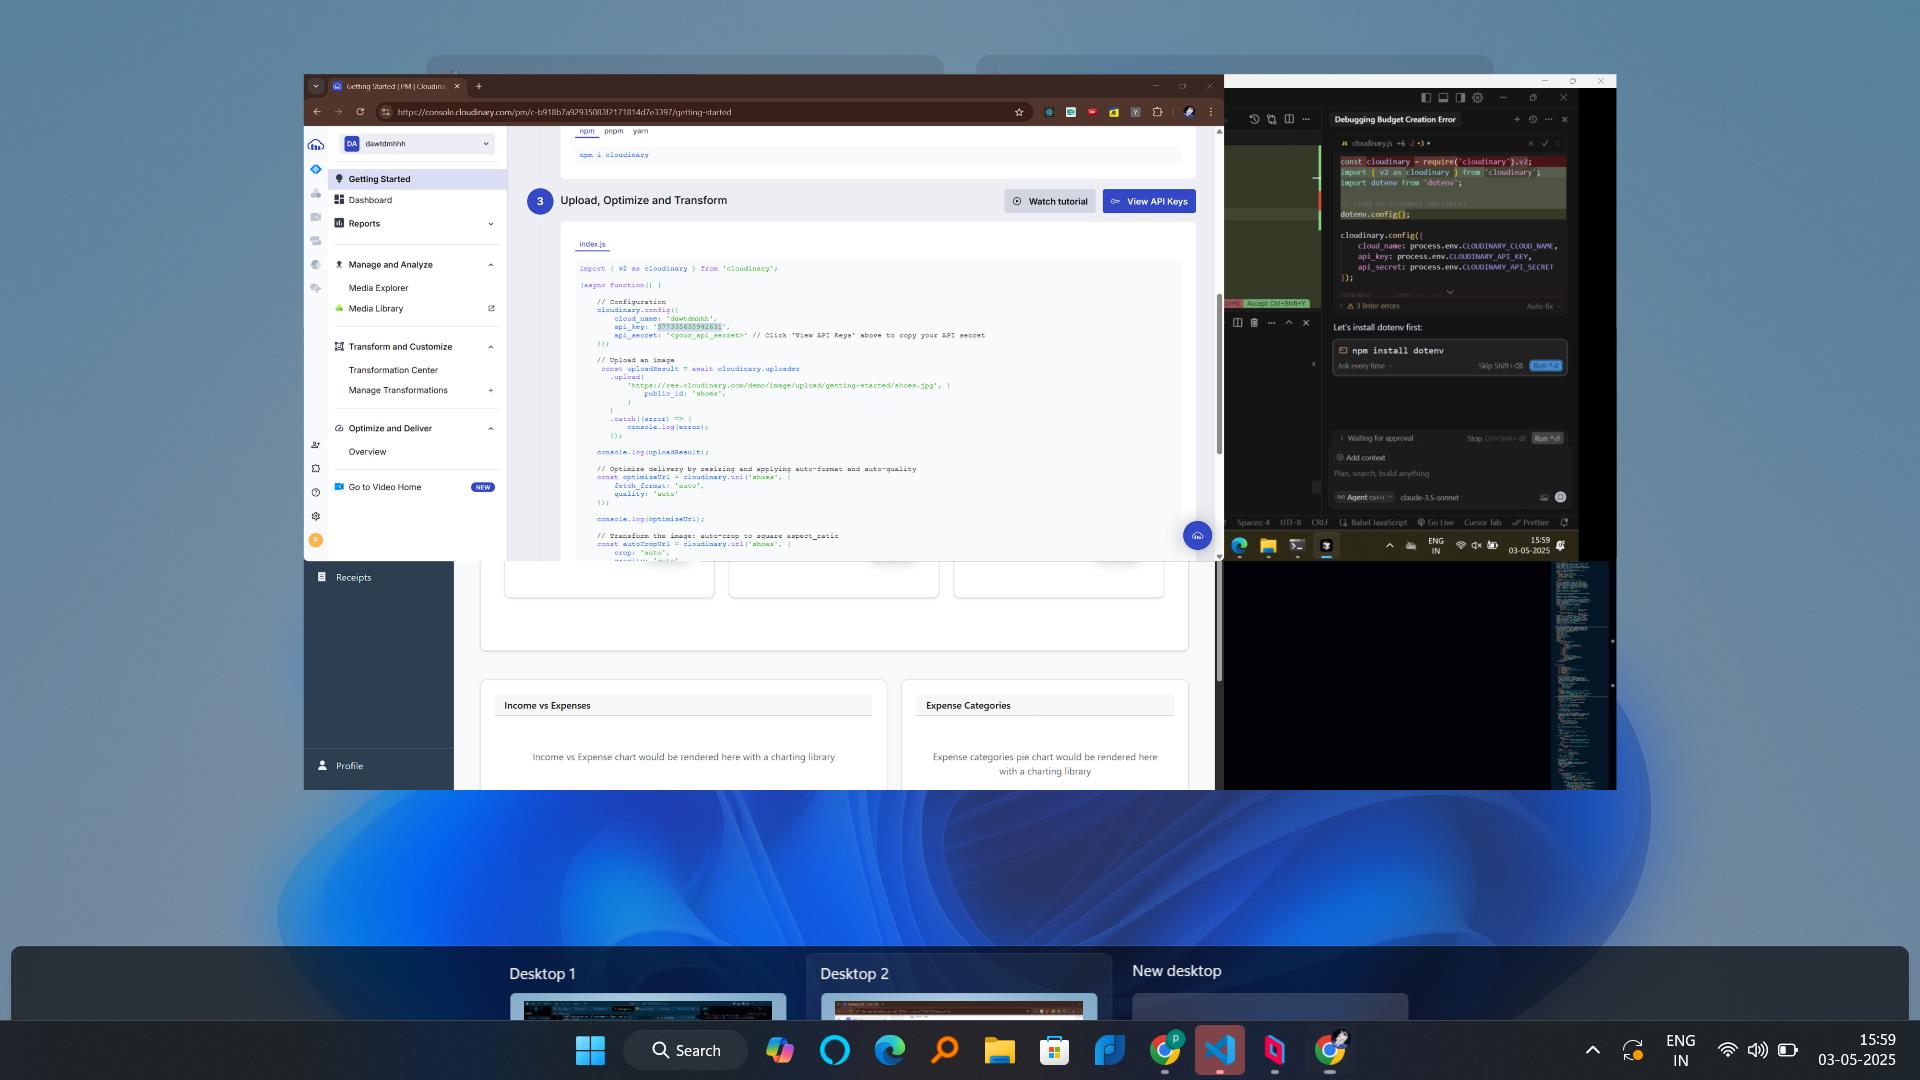 Getting Started | PM | Cloudina
https://console.cloudinary.com/pm/c-b918b7a92935083f2171814d7e3397/getting-started
DA dawtdmhhh
Getting Started
Dashboard
Reports
Manage and Analyze
Media Explorer
Media Library
Transform and Customize
Transformation Center
Manage Transformations
Optimize and Deliver
Overview
Go to Video Home NEW
P
npm pnpm yarn
npm i cloudinary
3 Upload, Optimize and Transform
Watch tutorial
View API Keys
index.js
import { v2 as cloudinary } from 'cloudinary';
(async function() {
// Configuration
cloudinary.config({
cloud_name: 'dawtdmhhh',
api_key: '377335635942631',
api_secret: '<your_api_secret>' // Click 'View API Keys' above to copy your API secret
});
// Upload an image
const uploadResult = await cloudinary.uploader
.upload(
'https://res.cloudinary.com/demo/image/upload/getting-started/shoes.jpg', {
public_id: 'shoes',
}
)
.catch((error) => {
console.log(error);
});
console.log(uploadResult);
// Optimize delivery by resizing and applying auto-format and auto-quality
const optimizeUrl = cloudinary.url('shoes', {
fetch_format: 'auto',
quality: 'auto'
});
console.log(optimizeUrl);
// Transform the image: auto-crop to square aspect_ratio
const autoCropUrl = cloudinary.url('shoes', {
crop: 'auto',
Debugging Budget Creation Error
JS cloudinary.js +6 -2 •3 •
const cloudinary = require('cloudinary').v2;
import { v2 as cloudinary } from 'cloudinary';
import dotenv from 'dotenv';
// Load environment variables
dotenv.config();
cloudinary.config({
cloud_name: process.env.CLOUDINARY_CLOUD_NAME,
api_key: process.env.CLOUDINARY_API_KEY,
api_secret: process.env.CLOUDINARY_API_SECRET
});
3 linter errors Auto-fix
Accept Ctrl+Shift+Y
Let's install dotenv first:
npm install dotenv
Ask every time Skip Shift+ Run
Waiting for approval Stop Ctrl+Shift+ Run
@ Add context
Plan, search, build anything
Agent Ctrl+I claude-3.5-sonnet
Spaces: 4 UTF-8 CRLF Babel JavaScript Go Live Cursor Tab Prettier
ENG
IN
15:59
03-05-2025
Receipts
Profile
Income vs Expenses
Income vs Expense chart would be rendered here with a charting library
Expense Categories
Expense categories pie chart would be rendered here
with a charting library
Desktop 1
Desktop 2
New desktop
Search
P
ENG
IN
15:59
03-05-2025